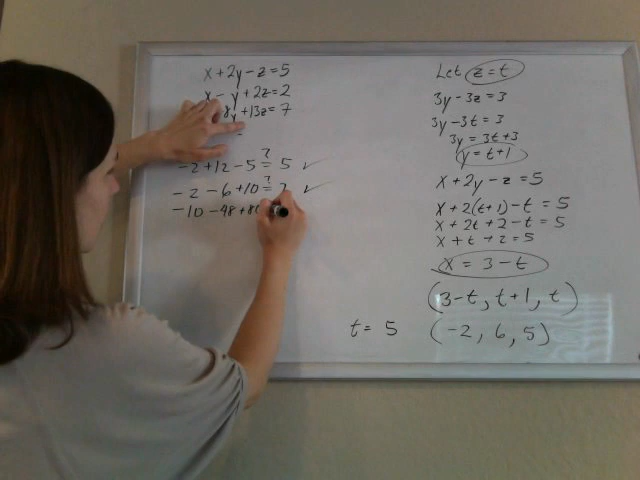 x + 2y - z = 5
x - y + 2z = 2
8y + 13z = 7
-2 + 12 - 5 ≟ 5 ✓
-2 - 6 + 10 ≟ 2 ✓
-10 - 48 +
Let z = t
3y - 3z = 3
3y - 3t = 3
3y = 3t + 3
y = t + 1
x + 2y - z = 5
x + 2(t+1) - t = 5
x + 2t + 2 - t = 5
x + t + 2 = 5
x = 3 - t
(3-t, t+1, t)
t = 5 (-2, 6, 5)